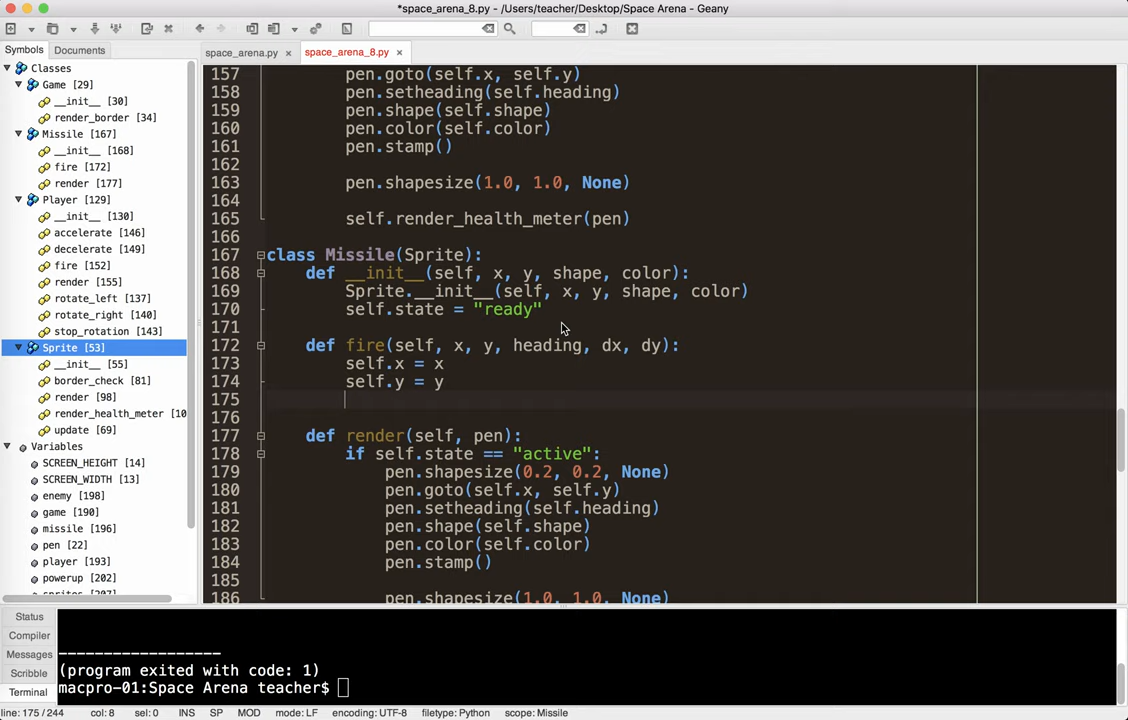 *space_arena_8.py - /Users/teacher/Desktop/Space Arena - Geany
Symbols Documents
space_arena.py space_arena_8.py
Classes
Game [29]
__init__ [30]
render_border [34]
Missile [167]
__init__ [168]
fire [172]
render [177]
Player [129]
__init__ [130]
accelerate [146]
decelerate [149]
fire [152]
render [155]
rotate_left [137]
rotate_right [140]
stop_rotation [143]
Sprite [53]
__init__ [55]
border_check [81]
render [98]
render_health_meter [10
update [69]
Variables
SCREEN_HEIGHT [14]
SCREEN_WIDTH [13]
enemy [198]
game [190]
missile [196]
pen [22]
player [193]
powerup [202]
sprites [207]
157 pen.goto(self.x, self.y)
158 pen.setheading(self.heading)
159 pen.shape(self.shape)
160 pen.color(self.color)
161 pen.stamp()
162
163 pen.shapesize(1.0, 1.0, None)
164
165 self.render_health_meter(pen)
166
167 class Missile(Sprite):
168 def __init__(self, x, y, shape, color):
169 Sprite.__init__(self, x, y, shape, color)
170 self.state = "ready"
171
172 def fire(self, x, y, heading, dx, dy):
173 self.x = x
174 self.y = y
175
176
177 def render(self, pen):
178 if self.state == "active":
179 pen.shapesize(0.2, 0.2, None)
180 pen.goto(self.x, self.y)
181 pen.setheading(self.heading)
182 pen.shape(self.shape)
183 pen.color(self.color)
184 pen.stamp()
185
186 pen.shapesize(1.0, 1.0, None)
Status
Compiler
Messages
Scribble
Terminal
------------------
(program exited with code: 1)
macpro-01:Space Arena teacher$
line: 175 / 244 col: 8 sel: 0 INS SP MOD mode: LF encoding: UTF-8 filetype: Python scope: Missile